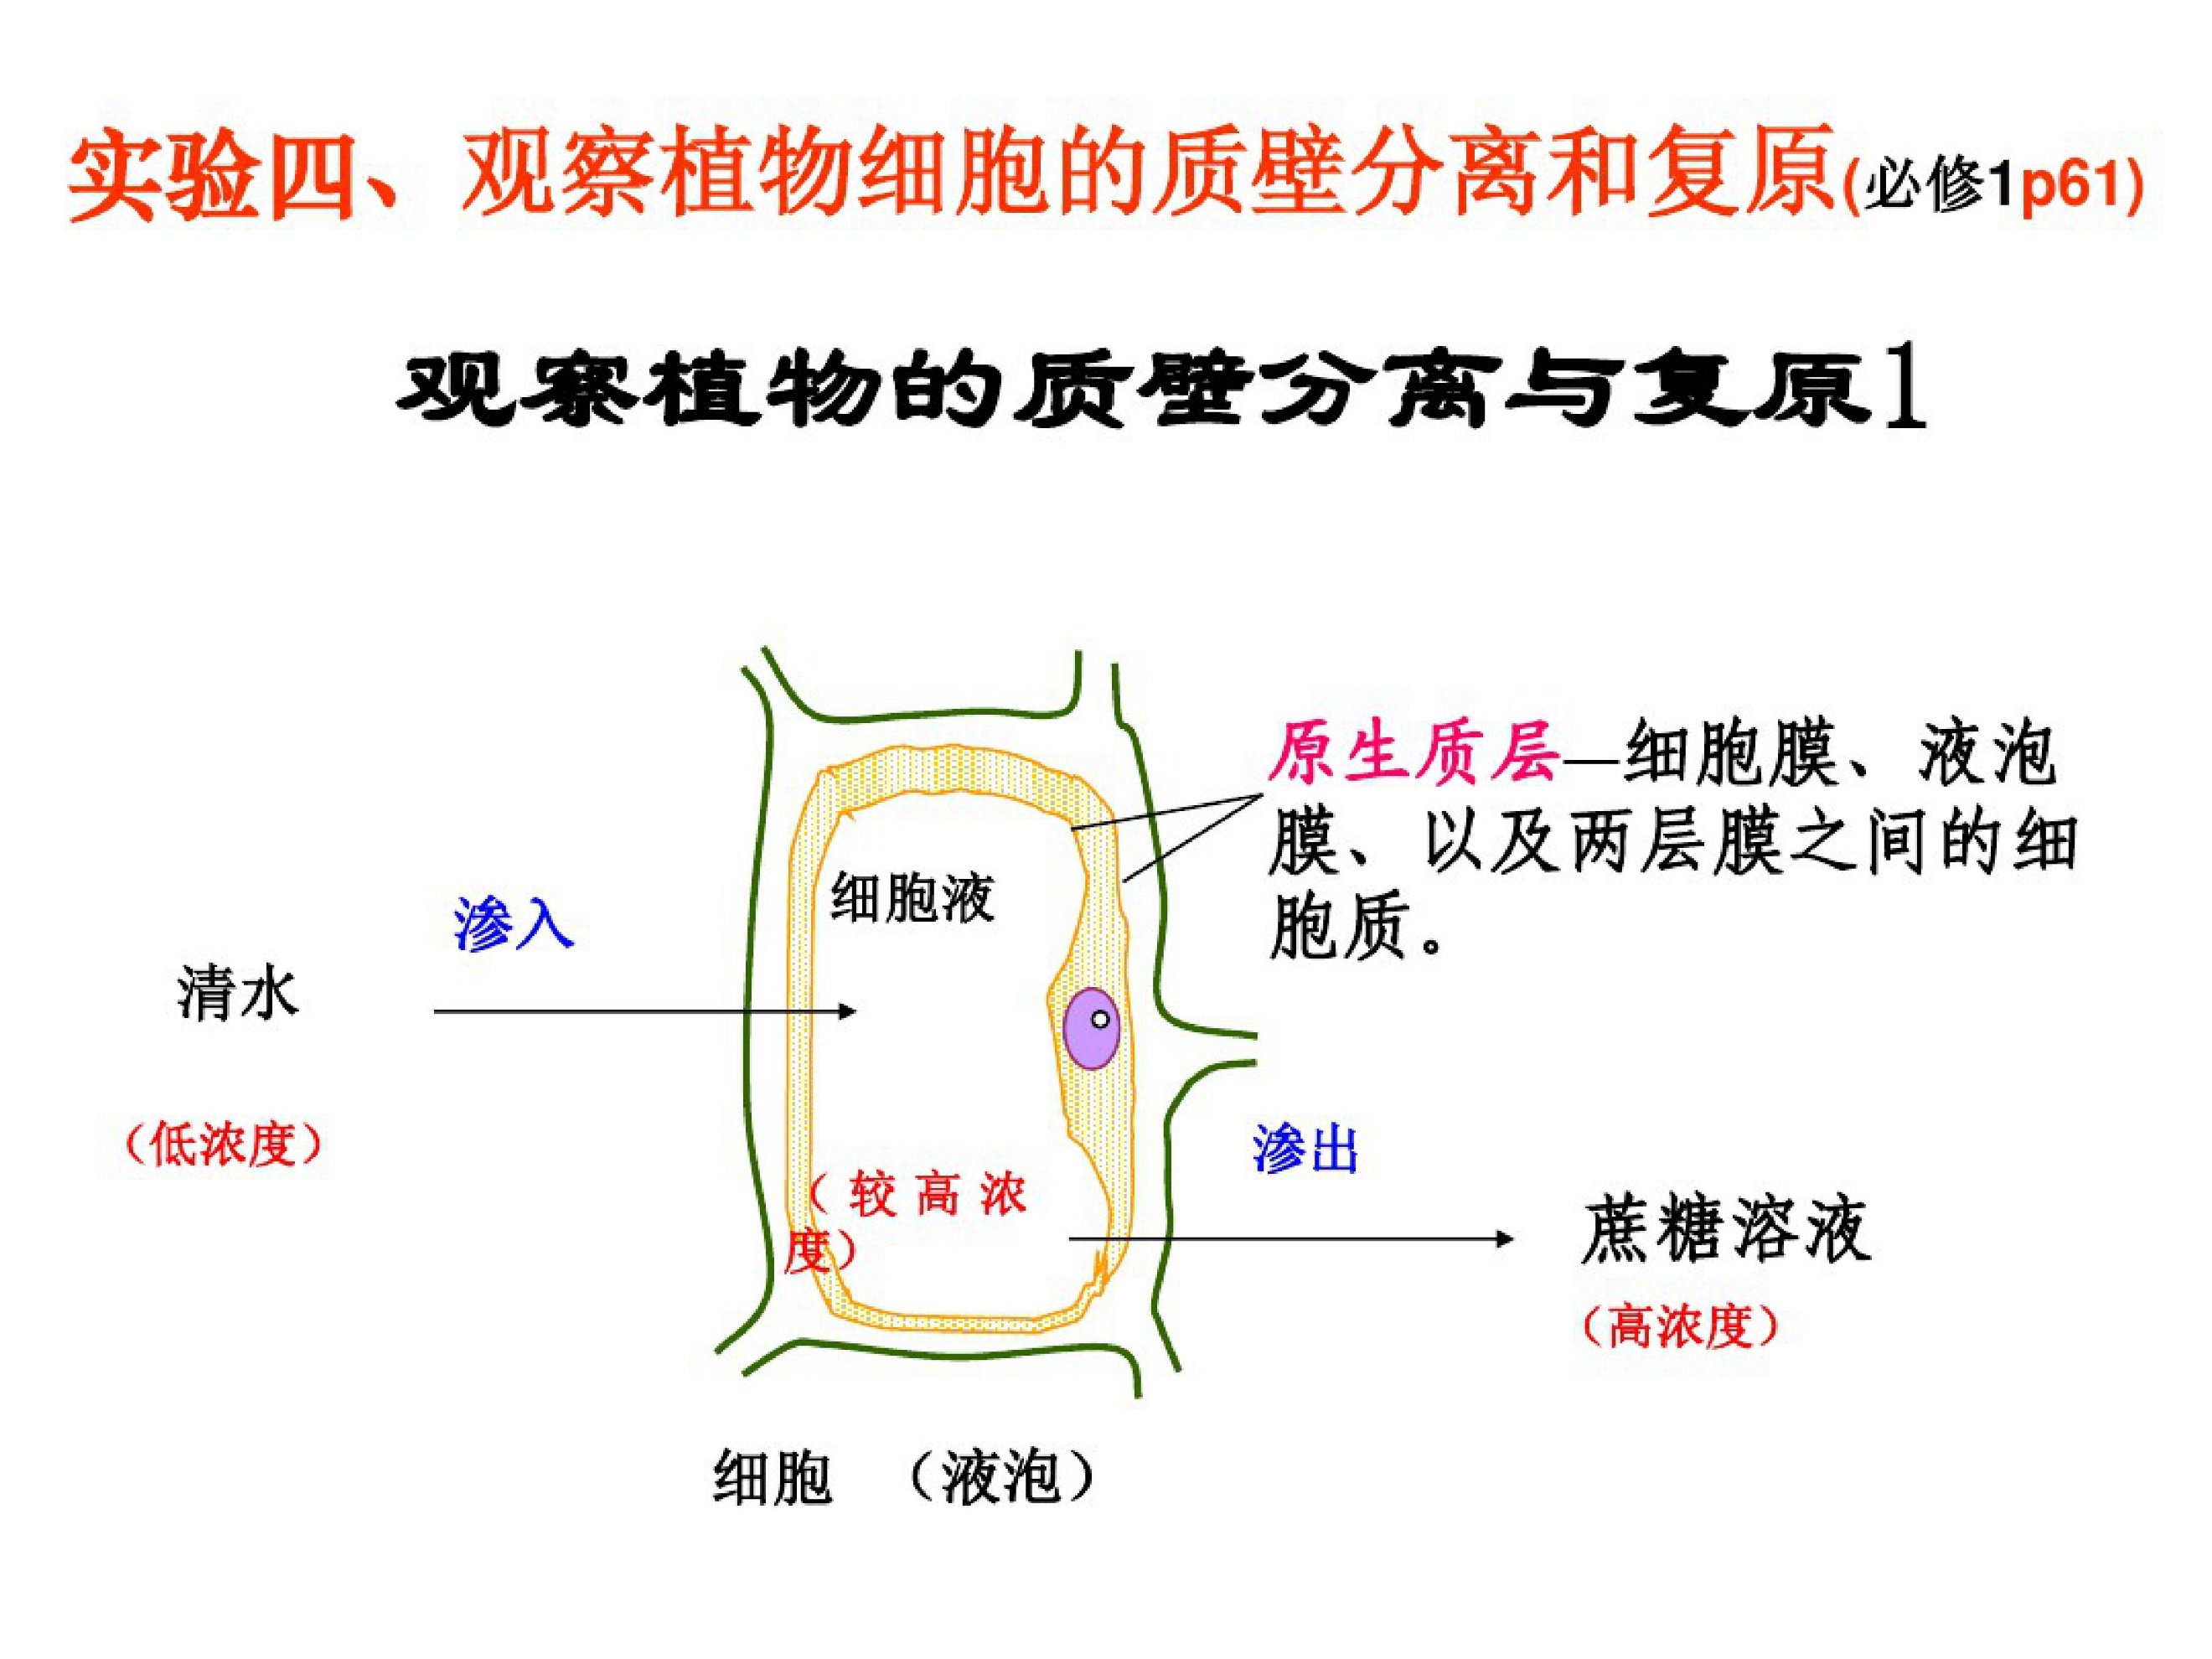 实验四、观察植物细胞的质壁分离和复原(必修1p61)
观察植物的质壁分离与复原1
原生质层—细胞膜、液泡
膜、以及两层膜之间的细
胞质。
细胞液
渗入
清水
（低浓度）
渗出
（较高浓
度）
蔗糖溶液
（高浓度）
细胞 （液泡）